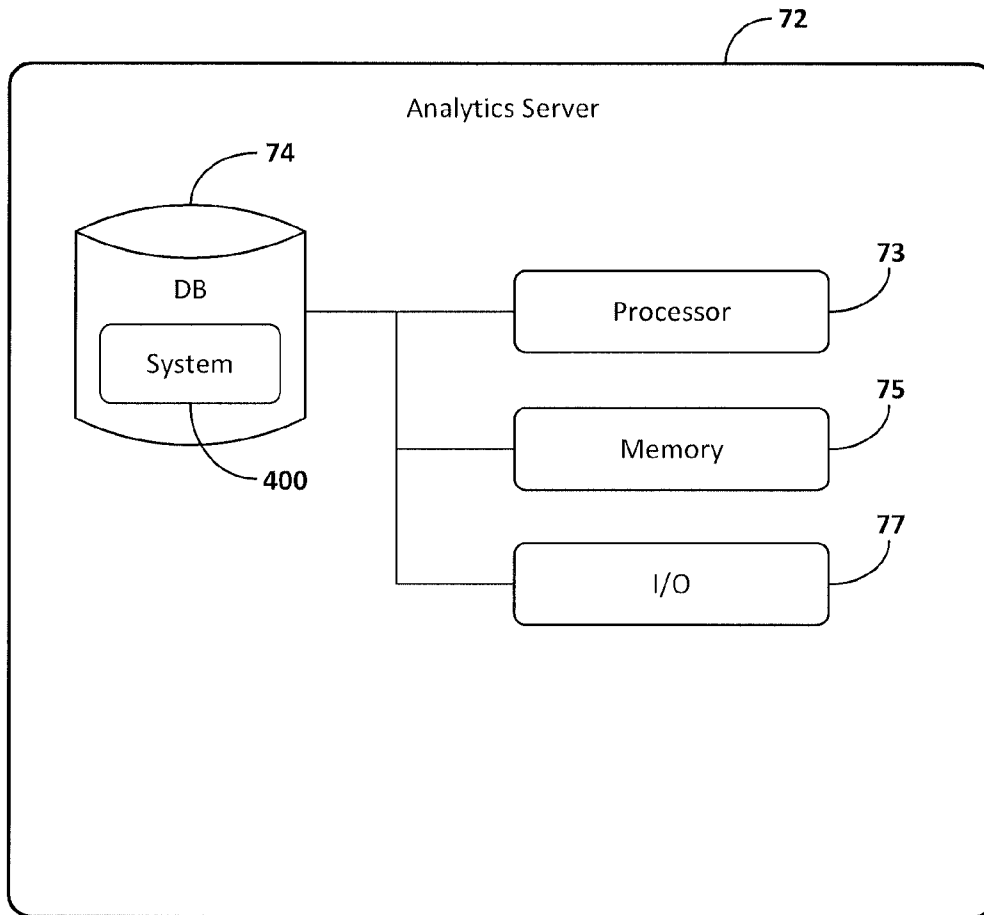 72
Analytics Server
74
DB
System
400
73
Processor
75
Memory
77
I/O